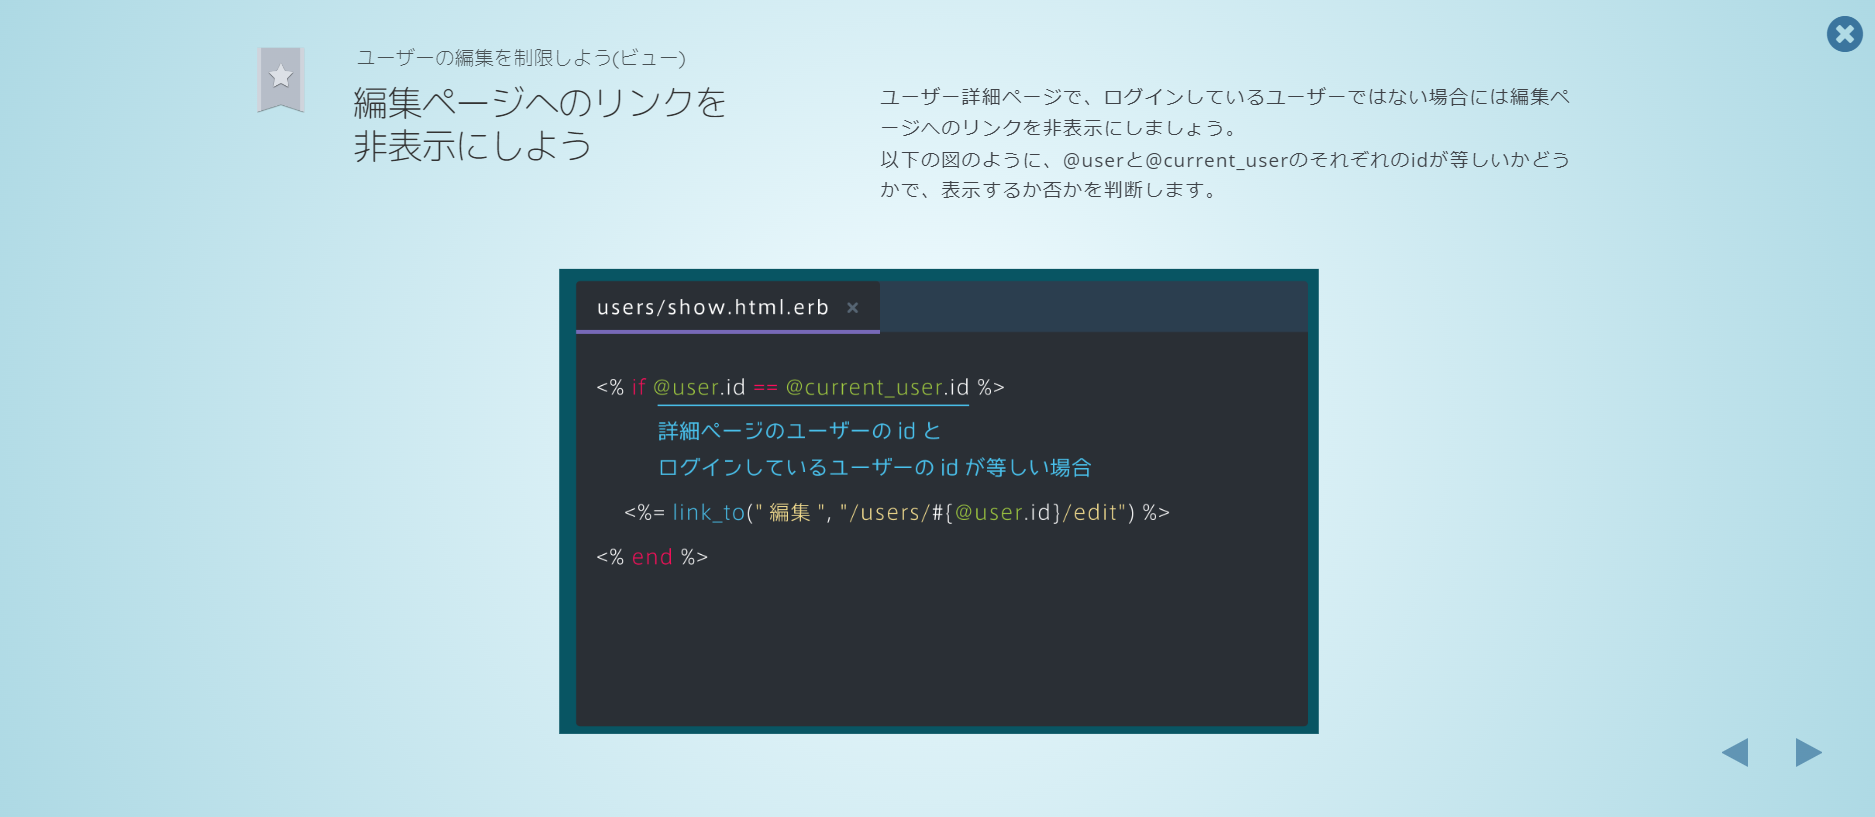 ユーザーの編集を制限しよう(ビュー)
編集ページへのリンクを
非表示にしよう
ユーザー詳細ページで、ログインしているユーザーではない場合には編集ペ
ージへのリンクを非表示にしましょう。
以下の図のように、@userと@current_userのそれぞれのidが等しいかどう
かで、表示するか否かを判断します。
users/show.html.erb ×
<% if @user.id == @current_user.id %>
詳細ページのユーザーの id と
ログインしているユーザーの id が等しい場合
<%= link_to(" 編集 ", "/users/#{@user.id}/edit") %>
<% end %>